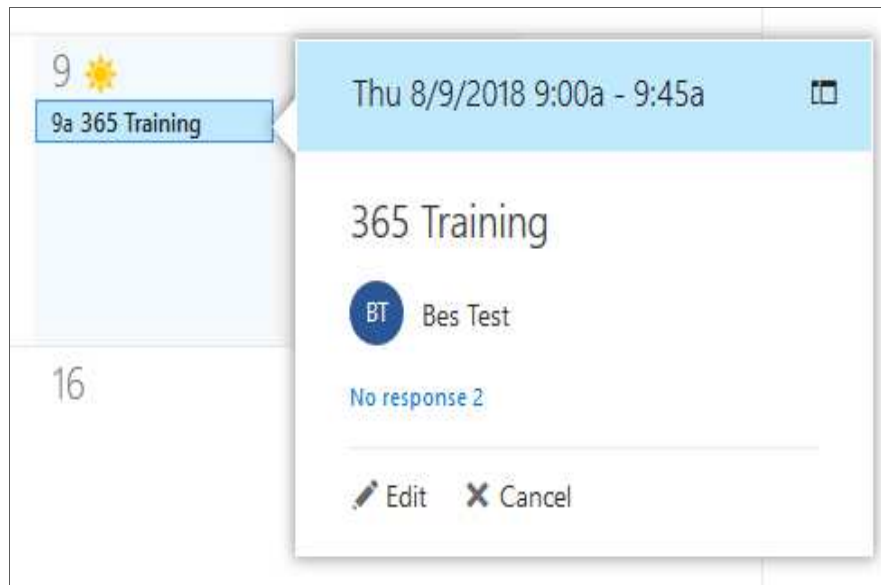 9
9a 365 Training
16
Thu 8/9/2018 9:00a - 9:45a
365 Training
BT Bes Test
No response 2
Edit Cancel